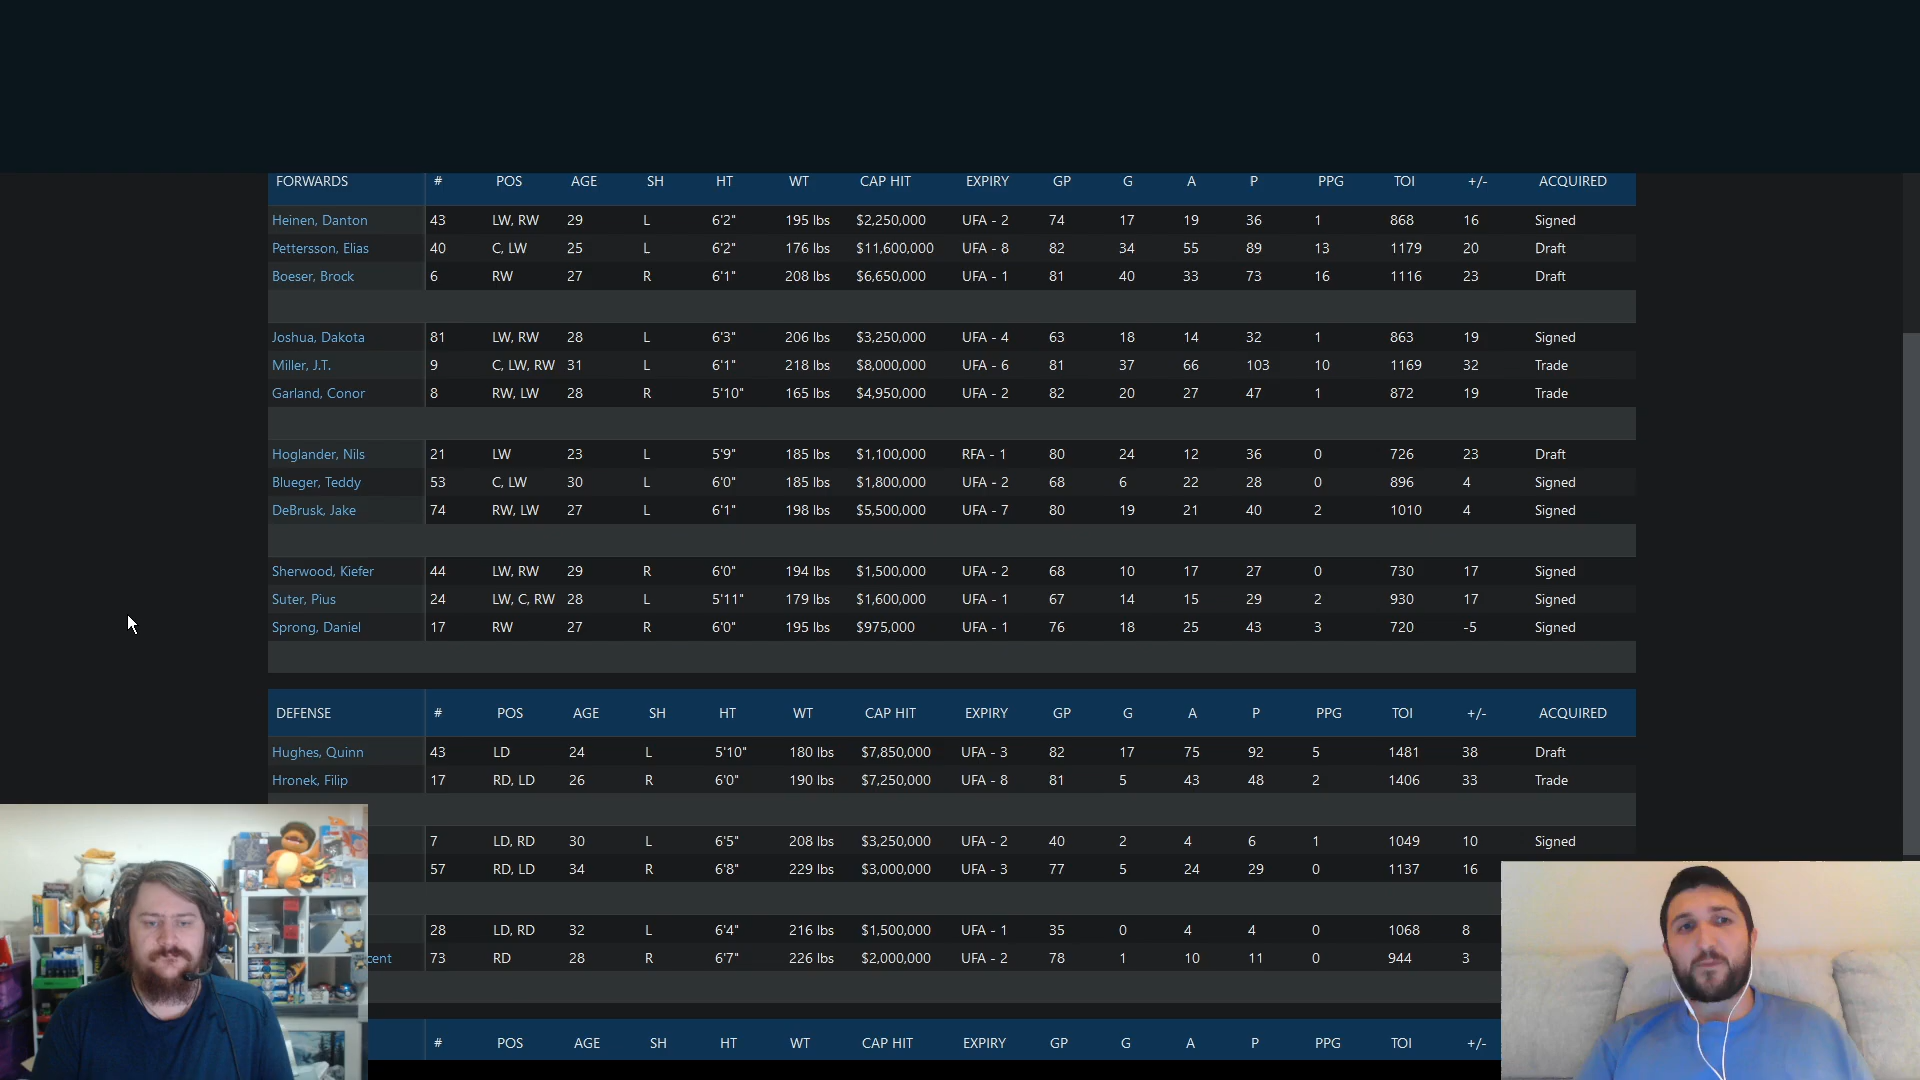 FORWARDS # POS AGE SH HT WT CAP HIT EXPIRY GP G A P PPG TOI +/- ACQUIRED
Heinen, Danton 43 LW, RW 29 L 6'2" 195 lbs $2,250,000 UFA - 2 74 17 19 36 1 868 16 Signed
Pettersson, Elias 40 C, LW 25 L 6'2" 176 lbs $11,600,000 UFA - 8 82 34 55 89 13 1179 20 Draft
Boeser, Brock 6 RW 27 R 6'1" 208 lbs $6,650,000 UFA - 1 81 40 33 73 16 1116 23 Draft
Joshua, Dakota 81 LW, RW 28 L 6'3" 206 lbs $3,250,000 UFA - 4 63 18 14 32 1 863 19 Signed
Miller, J.T. 9 C, LW, RW 31 L 6'1" 218 lbs $8,000,000 UFA - 6 81 37 66 103 10 1169 32 Trade
Garland, Conor 8 RW, LW 28 R 5'10" 165 lbs $4,950,000 UFA - 2 82 20 27 47 1 872 19 Trade
Hoglander, Nils 21 LW 23 L 5'9" 185 lbs $1,100,000 RFA - 1 80 24 12 36 0 726 23 Draft
Blueger, Teddy 53 C, LW 30 L 6'0" 185 lbs $1,800,000 UFA - 2 68 6 22 28 0 896 4 Signed
DeBrusk, Jake 74 RW, LW 27 L 6'1" 198 lbs $5,500,000 UFA - 7 80 19 21 40 2 1010 4 Signed
Sherwood, Kiefer 44 LW, RW 29 R 6'0" 194 lbs $1,500,000 UFA - 2 68 10 17 27 0 730 17 Signed
Suter, Pius 24 LW, C, RW 28 L 5'11" 179 lbs $1,600,000 UFA - 1 67 14 15 29 2 930 17 Signed
Sprong, Daniel 17 RW 27 R 6'0" 195 lbs $975,000 UFA - 1 76 18 25 43 3 720 -5 Signed
DEFENSE # POS AGE SH HT WT CAP HIT EXPIRY GP G A P PPG TOI +/- ACQUIRED
Hughes, Quinn 43 LD 24 L 5'10" 180 lbs $7,850,000 UFA - 3 82 17 75 92 5 1481 38 Draft
Hronek, Filip 17 RD, LD 26 R 6'0" 190 lbs $7,250,000 UFA - 8 81 5 43 48 2 1406 33 Trade
7 LD, RD 30 L 6'5" 208 lbs $3,250,000 UFA - 2 40 2 4 6 1 1049 10 Signed
57 RD, LD 34 R 6'8" 229 lbs $3,000,000 UFA - 3 77 5 24 29 0 1137 16
28 LD, RD 32 L 6'4" 216 lbs $1,500,000 UFA - 1 35 0 4 4 0 1068 8
cent 73 RD 28 R 6'7" 226 lbs $2,000,000 UFA - 2 78 1 10 11 0 944 3
# POS AGE SH HT WT CAP HIT EXPIRY GP G A P PPG TOI +/-